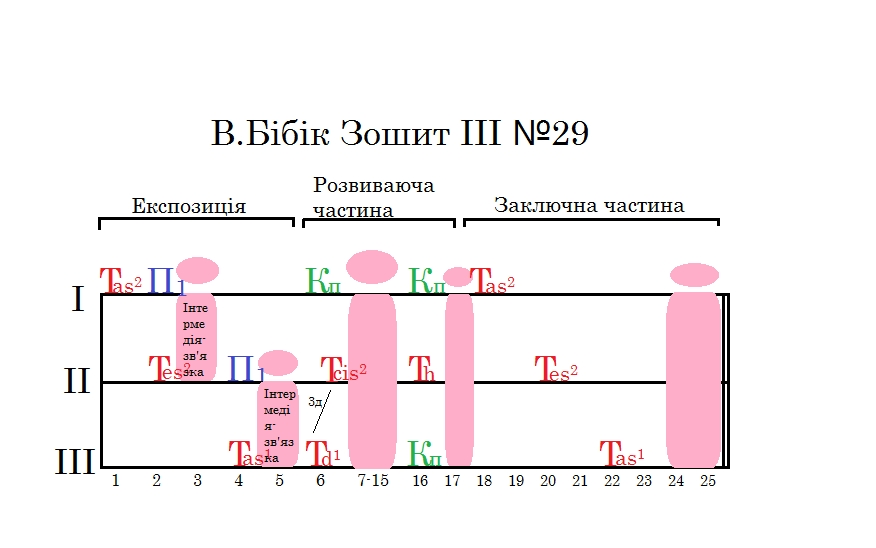 В.Бібік Зошит ІІІ №29
Експозиція
Розвиваюча
частина
Заключна частина
I
Tas²
П1
Кп
Кп
Tas²
Інте
рме
дія-
зв'я
зка
II
Tes²
П1
Tcis²
Th
Tes²
Інтер
меді
я-
зв'яз
ка
3д
III
Tas¹
Td¹
Кп
Tas¹
1 2 3 4 5 6 7-15 16 17 18 19 20 21 22 23 24 25